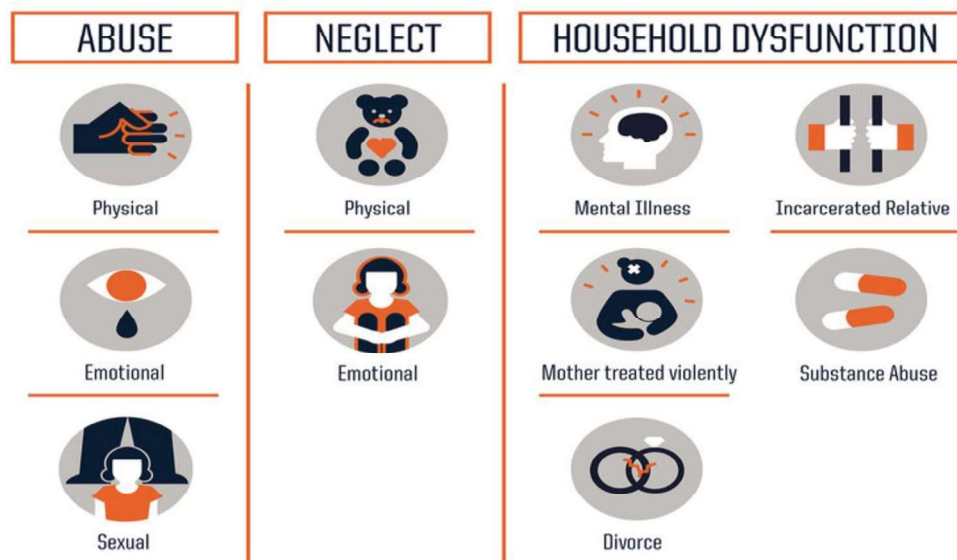 ABUSE
NEGLECT
HOUSEHOLD DYSFUNCTION
Physical
Emotional
Sexual
Physical
Emotional
Mental Illness
Incarcerated Relative
Mother treated violently
Substance Abuse
Divorce